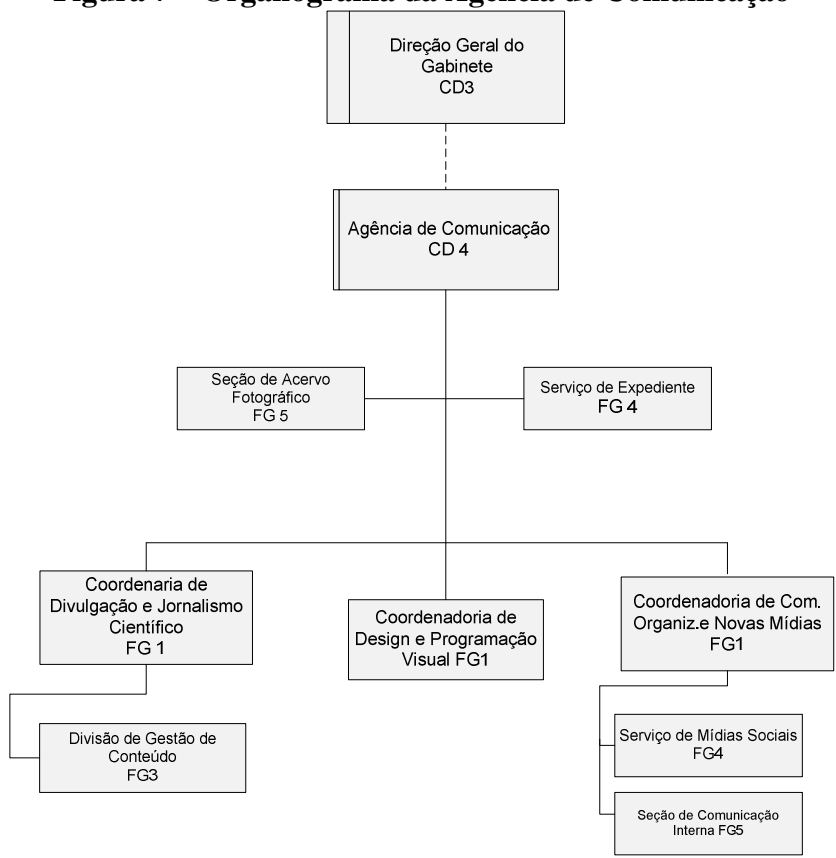 Organograma da Agência de Comunicação
Direção Geral do
Gabinete
CD3
Agência de Comunicação
CD 4
Seção de Acervo
Fotográfico
FG 5
Serviço de Expediente
FG 4
Coordenaria de
Divulgação e Jornalismo
Científico
FG 1
Coordenadoria de
Design e Programação
Visual FG1
Coordenadoria de Com.
Organiz.e Novas Mídias
FG1
Divisão de Gestão de
Conteúdo
FG3
Serviço de Mídias Sociais
FG4
Seção de Comunicação
Interna FG5